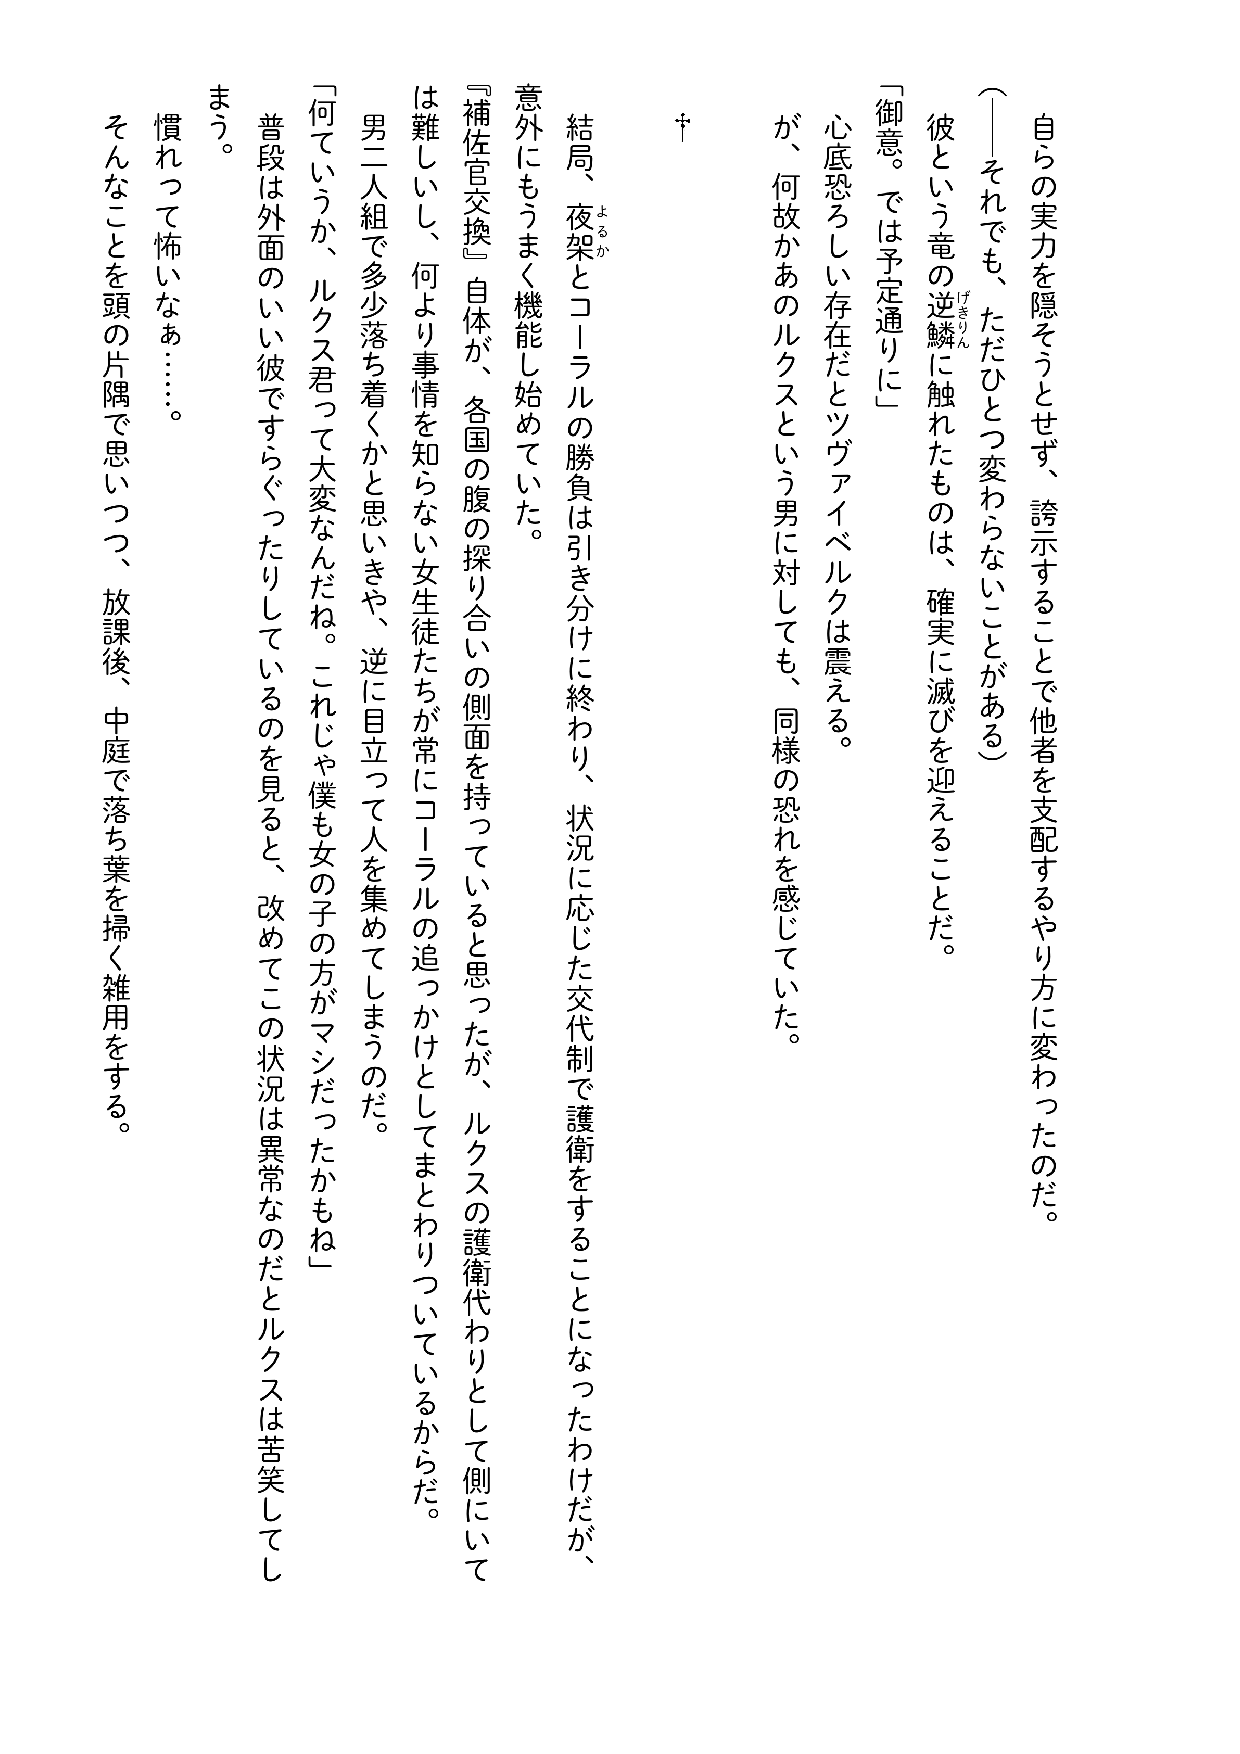 自らの実力を隠そうとせず、誇示することで他者を支配するやり方に変わったのだ。
（――それでも、ただひとつ変わらないことがある）
彼という竜の逆鱗に触れたものは、確実に滅びを迎えることだ。
げきりん
「御意。では予定通りに」
心底恐ろしい存在だとツヴァイベルクは震える。
が、何故かあのルクスという男に対しても、同様の恐れを感じていた。
†
結局、夜架とコーラルの勝負は引き分けに終わり、状況に応じた交代制で護衛をすることになったわけだが、
よるか
意外にもうまく機能し始めていた。
『補佐官交換』自体が、各国の腹の探り合いの側面を持っていると思ったが、ルクスの護衛代わりとして側にいて
は難しいし、何より事情を知らない女生徒たちが常にコーラルの追っかけとしてまとわりついているからだ。
男二人組で多少落ち着くかと思いきや、逆に目立って人を集めてしまうのだ。
「何ていうか、ルクス君って大変なんだね。これじゃ僕も女の子の方がマシだったかもね」
普段は外面のいい彼ですらぐったりしているのを見ると、改めてこの状況は異常なのだとルクスは苦笑してし
まう。
慣れって怖いなぁ……。
そんなことを頭の片隅で思いつつ、放課後、中庭で落ち葉を掃く雑用をする。